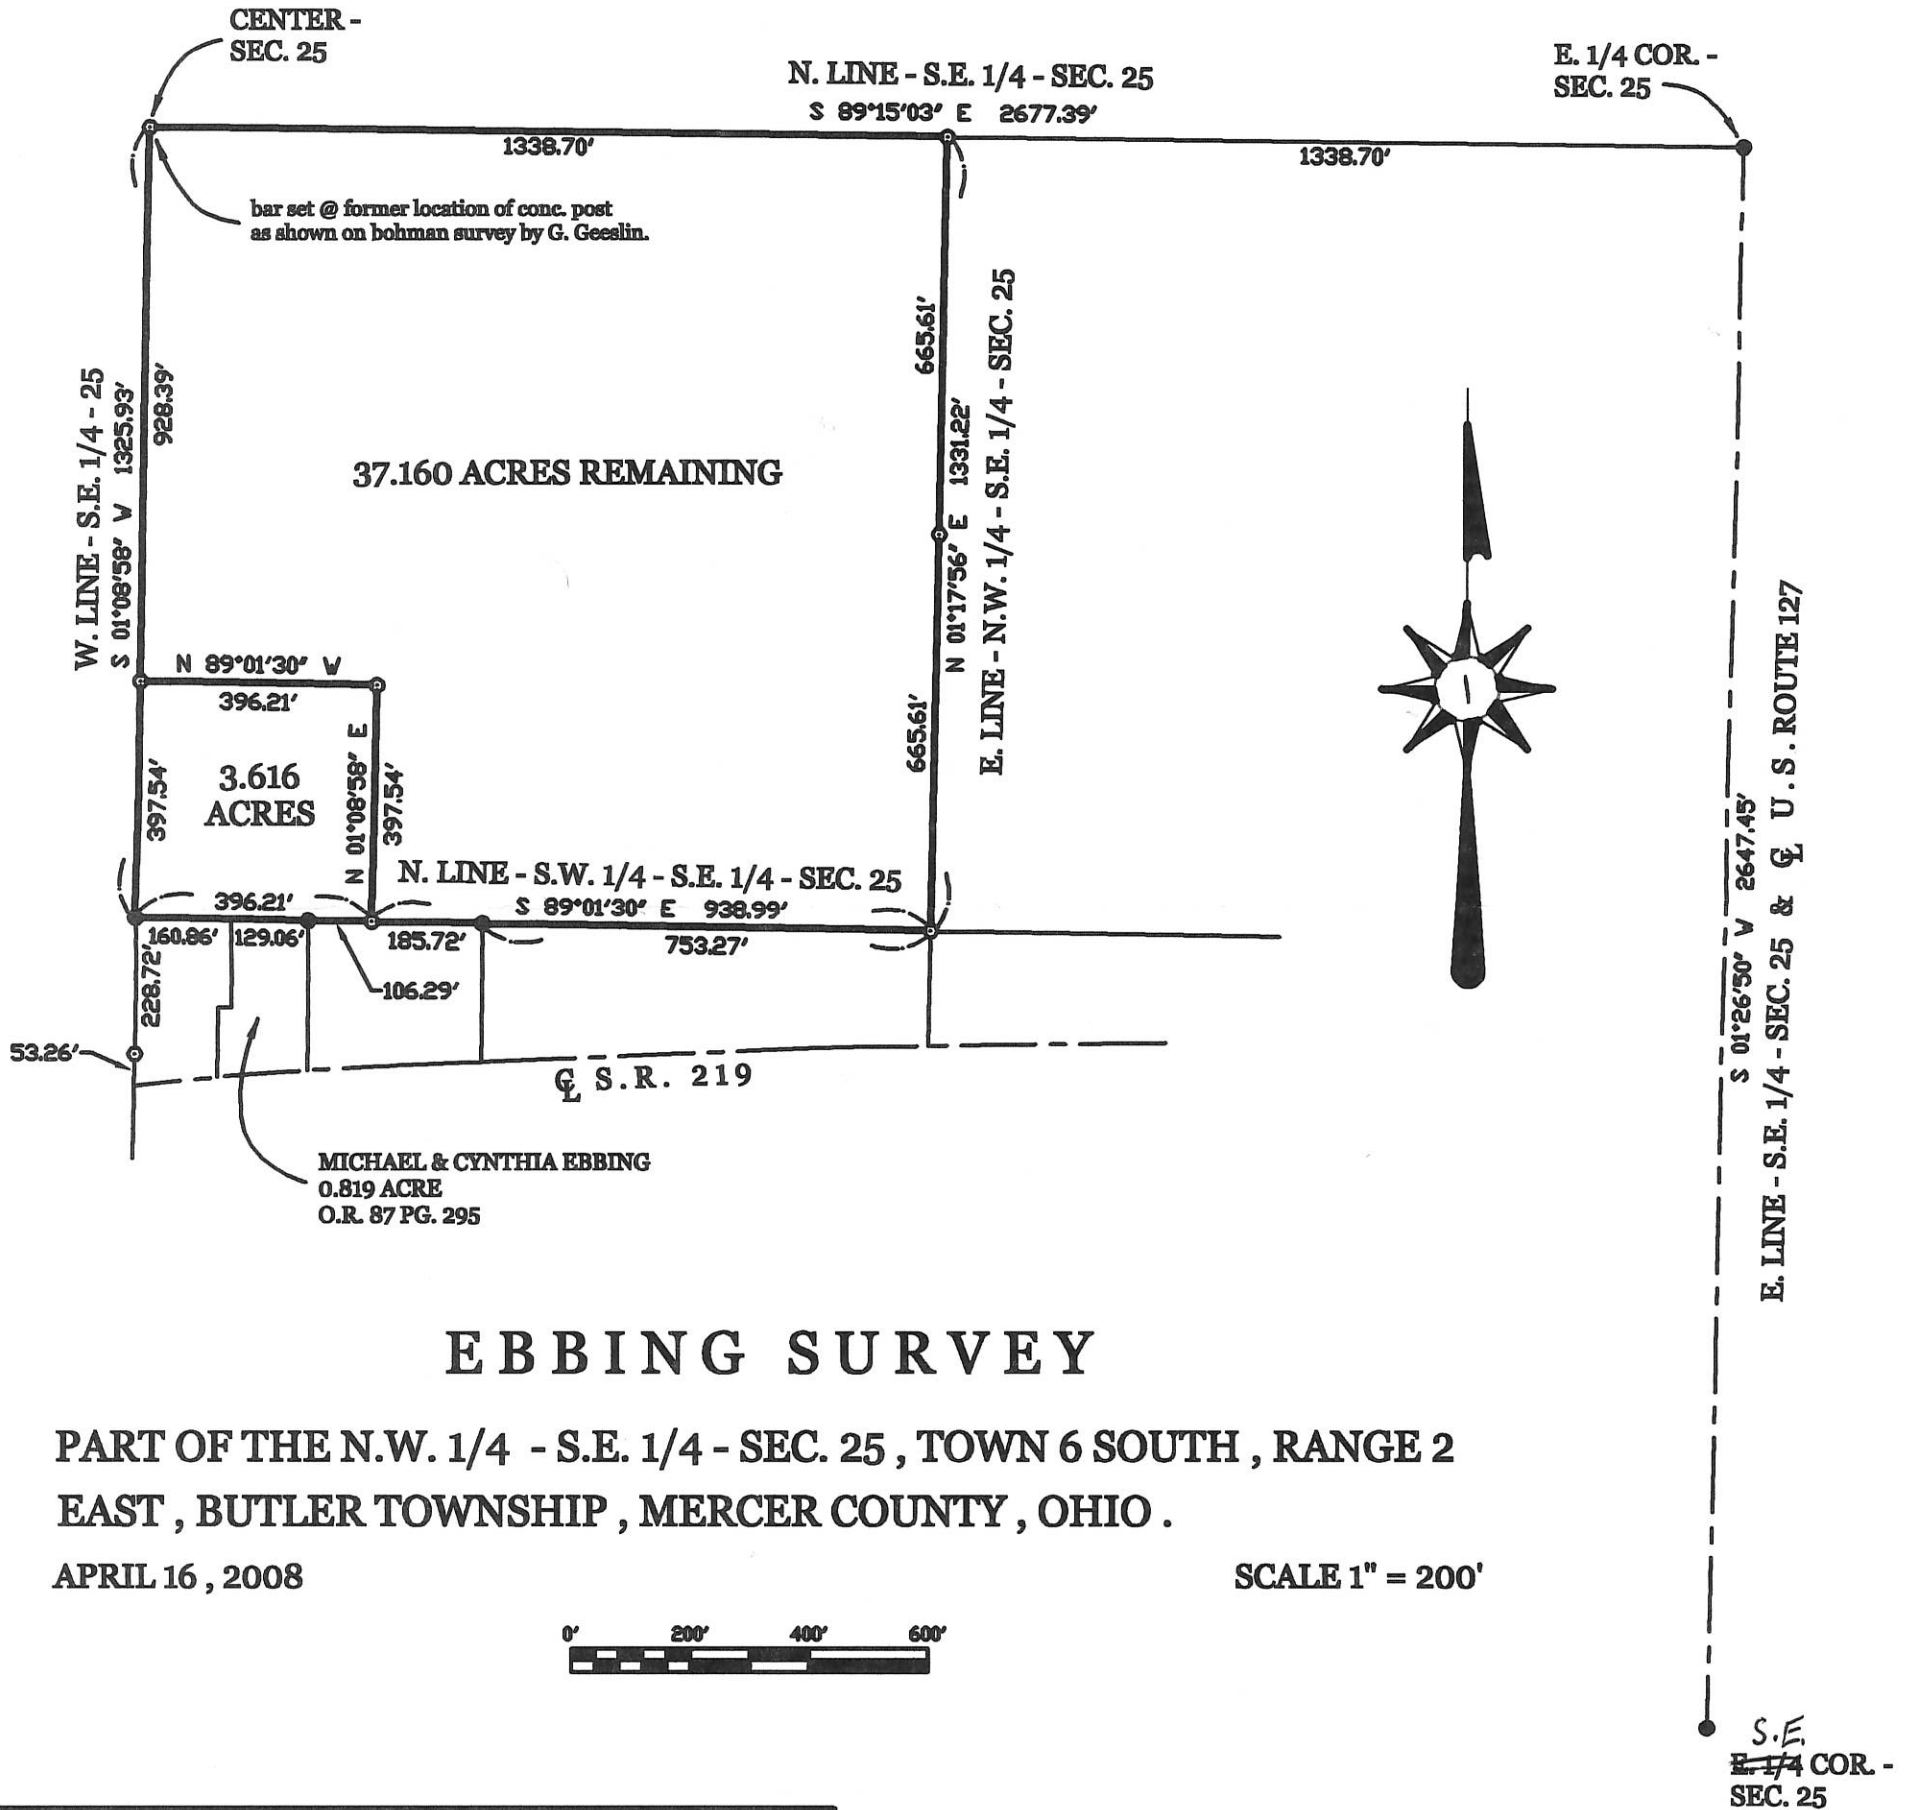 CENTER -
SEC. 25
N. LINE - S.E. 1/4 - SEC. 25
S 89°15'03" E 2677.39'
E. 1/4 COR. -
SEC. 25
1338.70'
1338.70'
bar set @ former location of conc. post
as shown on bohman survey by G. Geeslin.
W. LINE - S.E. 1/4 - 25
S 01°08'58" W 1325.93'
928.39'
37.160 ACRES REMAINING
665.61'
N 01°17'56" E 1331.22'
E. LINE - N.W. 1/4 - S.E. 1/4 - SEC. 25
665.61'
N 89°01'30" W
396.21'
3.616
ACRES
397.54'
N 01°08'58" E
397.54'
N. LINE - S.W. 1/4 - S.E. 1/4 - SEC. 25
S 89°01'30" E 938.99'
396.21'
160.86'
129.06'
185.72'
753.27'
106.29'
228.72'
53.26'
℄ S.R. 219
MICHAEL & CYNTHIA EBBING
0.819 ACRE
O.R. 87 PG. 295
S 01°26'50" W 2647.45'
E. LINE - S.E. 1/4 - SEC. 25 & ℄ U.S. ROUTE 127
EBBING SURVEY
PART OF THE N.W. 1/4 - S.E. 1/4 - SEC. 25 , TOWN 6 SOUTH , RANGE 2
EAST , BUTLER TOWNSHIP , MERCER COUNTY , OHIO .
APRIL 16 , 2008
SCALE 1" = 200'
0' 200' 400' 600'
S.E.
E. 1/4 COR. -
SEC. 25